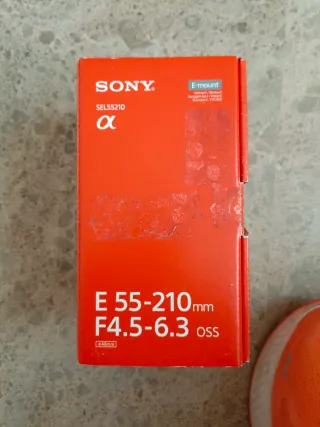 SONY
E-mount
SEL55210
α
E 55-210mm
F4.5-6.3 OSS